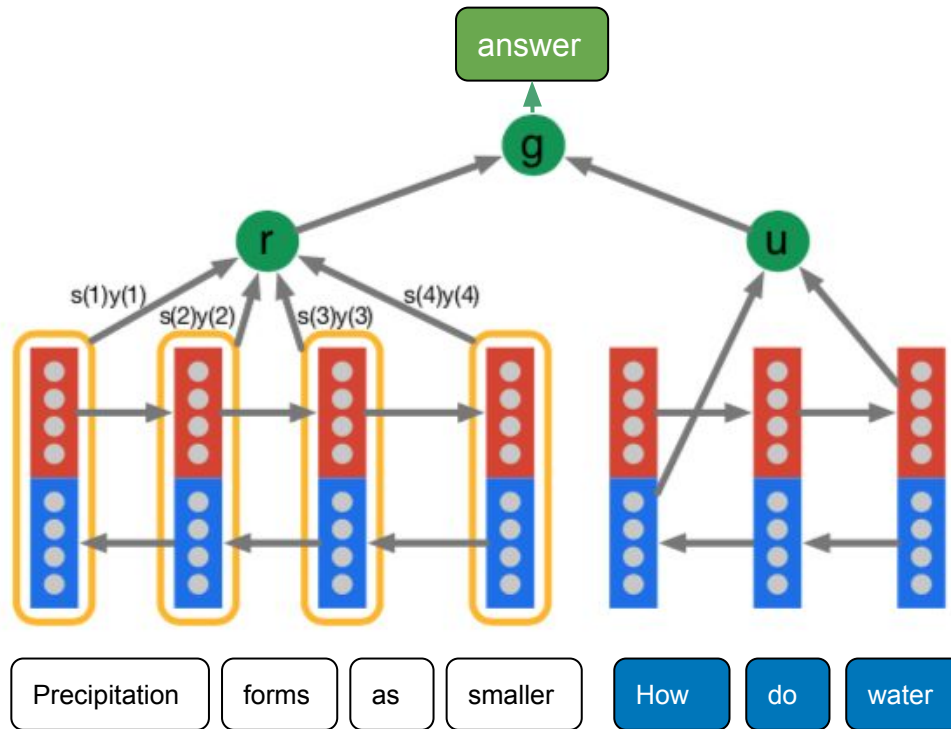 answer
g
r
u
s(1)y(1)
s(4)y(4)
s(2)y(2)
s(3)y(3)
Precipitation forms as smaller How do water